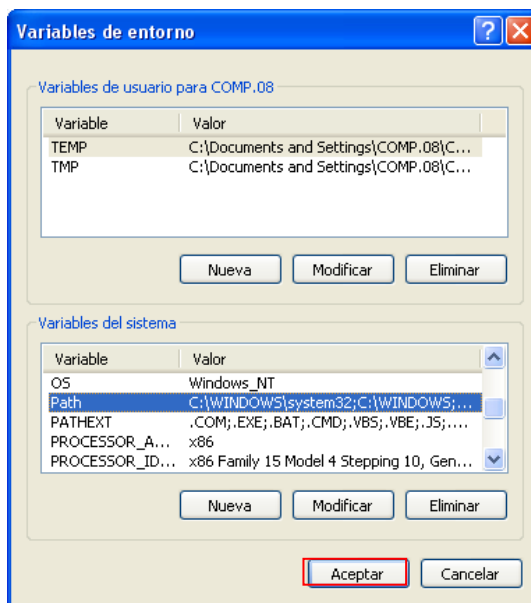 Variables de entorno
Variables de usuario para COMP.08
Variable Valor
TEMP C:\Documents and Settings\COMP.08\C...
TMP C:\Documents and Settings\COMP.08\C...
Nueva Modificar Eliminar
Variables del sistema
Variable Valor
OS Windows_NT
Path C:\WINDOWS\system32;C:\WINDOWS;...
PATHEXT .COM;.EXE;.BAT;.CMD;.VBS;.VBE;.JS;....
PROCESSOR_A... x86
PROCESSOR_ID... x86 Family 15 Model 4 Stepping 10, Gen...
Nueva Modificar Eliminar
Aceptar Cancelar